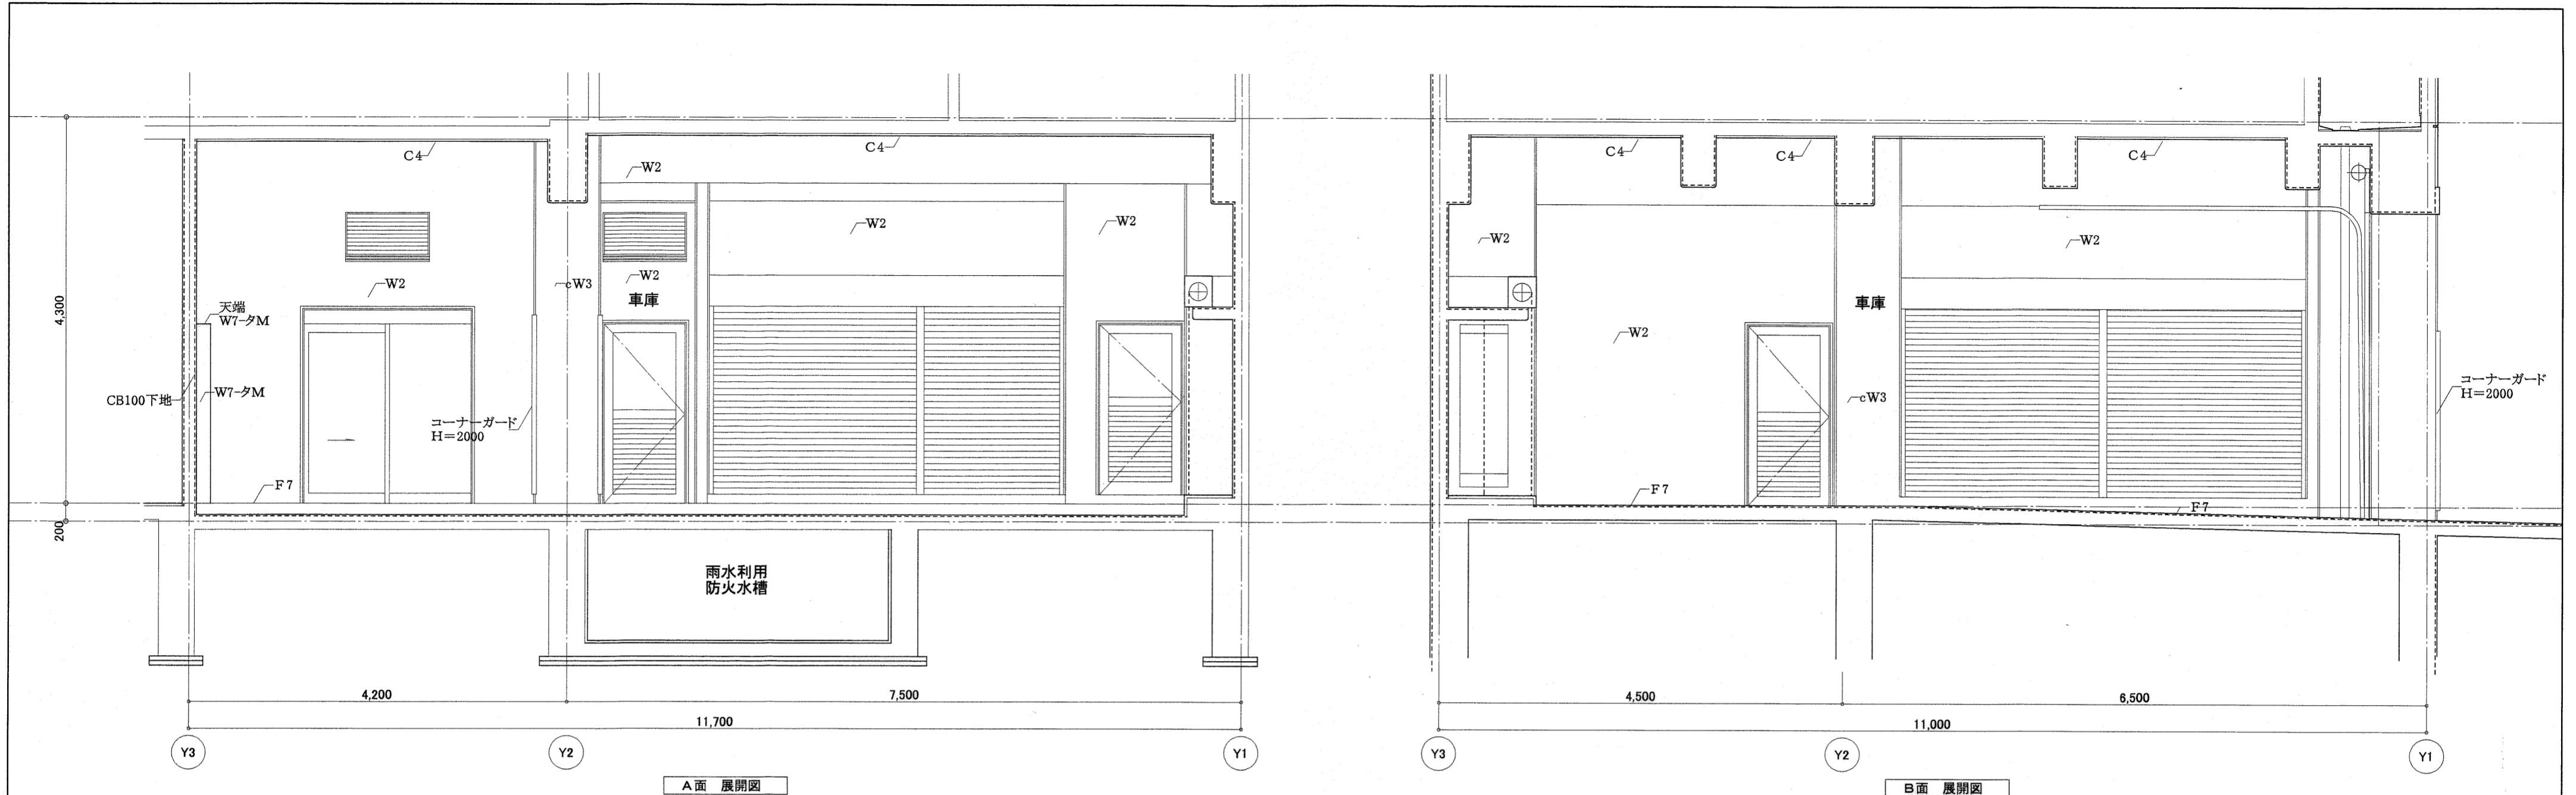 C4
C4
W2
W2
W2
W2
W2
cW3
車庫
天端
W7-タM
W7-タM
CB100下地
コーナーガード
H=2000
F7
4,300
200
雨水利用
防火水槽
4,200
7,500
11,700
Y3
Y2
Y1
A面 展開図
C4
C4
C4
W2
W2
W2
車庫
cW3
コーナーガード
H=2000
F7
F7
4,500
6,500
11,000
Y3
Y2
Y1
B面 展開図